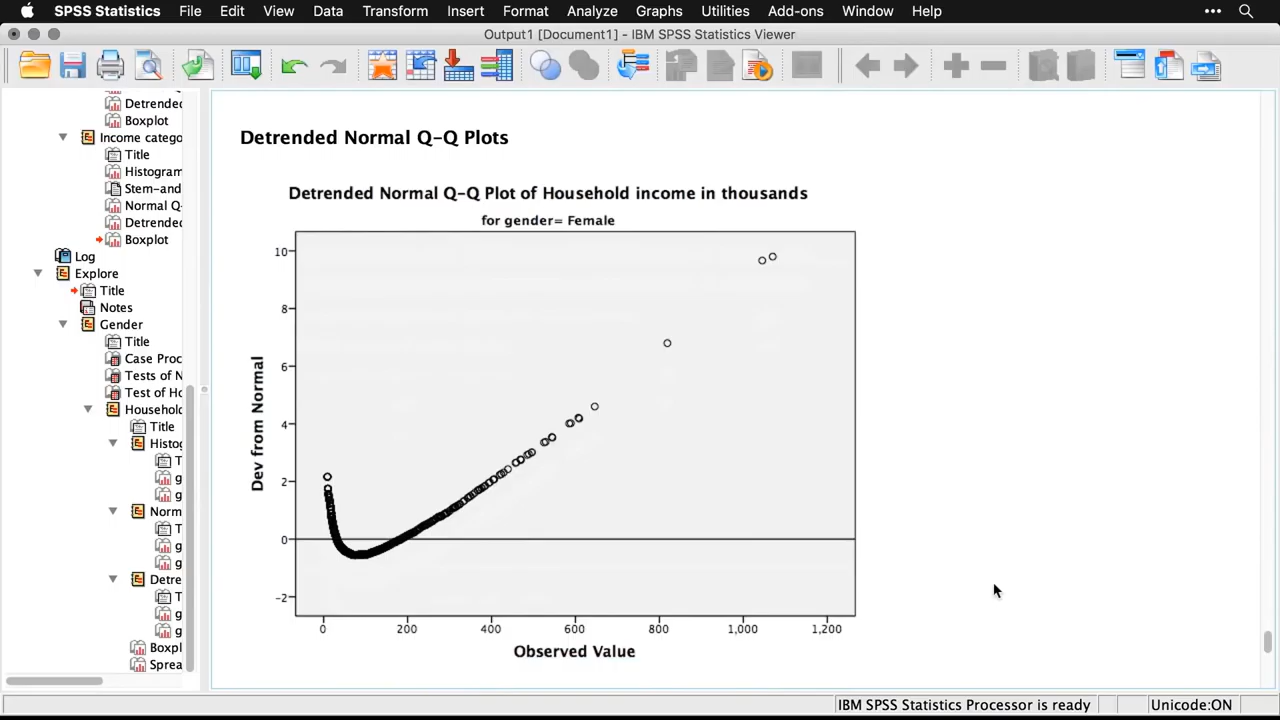 SPSS Statistics File Edit View Data Transform Insert Format Analyze Graphs Utilities Add-ons Window Help
Output1 [Document1] - IBM SPSS Statistics Viewer
Detrended
Boxplot
Income catego
Title
Histogram
Stem-and
Normal Q
Detrended
Boxplot
Log
Explore
Title
Notes
Gender
Title
Case Proc
Tests of N
Test of Ho
Household
Title
Histog
T
g
g
Norm
T
g
g
Detre
T
g
g
Boxpl
Sprea
Detrended Normal Q-Q Plots
Detrended Normal Q-Q Plot of Household income in thousands
for gender= Female
Dev from Normal
10
8
6
4
2
0
-2
0 200 400 600 800 1,000 1,200
Observed Value
IBM SPSS Statistics Processor is ready Unicode:ON